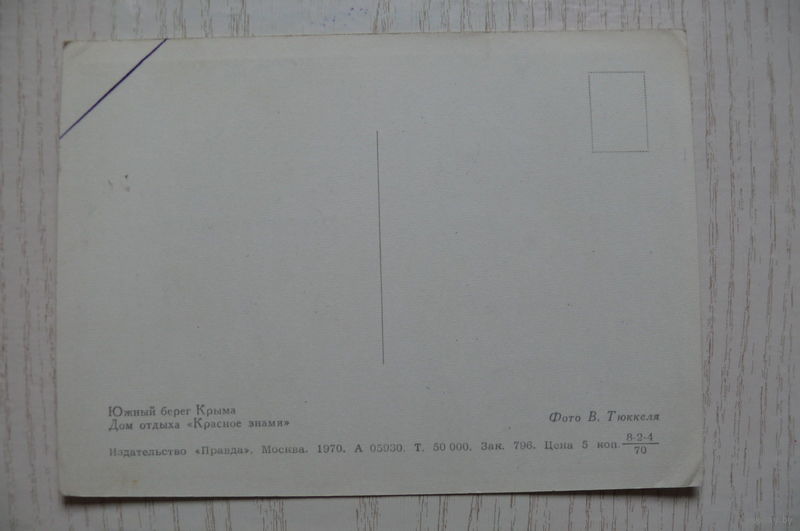 Южный берег Крыма
Дом отдыха «Красное знамя»
Фото В. Тюккеля
Издательство «Правда». Москва. 1970. А 05030. Т. 50 000. Зак. 796. Цена 5 коп. 8-2-4/70